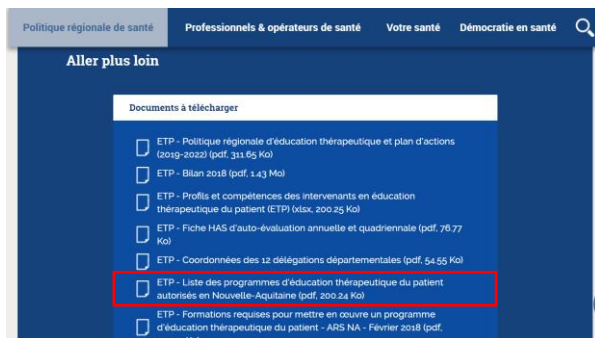 Politique régionale de santé Professionnels & opérateurs de santé Votre santé Démocratie en santé
Aller plus loin
Documents à télécharger
ETP - Politique régionale d'éducation thérapeutique et plan d'actions
(2019-2022) (pdf, 311.65 Ko)
ETP - Bilan 2018 (pdf, 1.43 Mo)
ETP - Profils et compétences des intervenants en éducation
thérapeutique du patient (ETP) (xlsx, 200.25 Ko)
ETP - Fiche HAS d'auto-évaluation annuelle et quadriennale (pdf, 76.77
Ko)
ETP - Coordonnées des 12 délégations départementales (pdf, 54.55 Ko)
ETP - Liste des programmes d'éducation thérapeutique du patient
autorisés en Nouvelle-Aquitaine (pdf, 200.24 Ko)
ETP - Formations requises pour mettre en œuvre un programme
d'éducation thérapeutique du patient - ARS NA - Février 2018 (pdf,